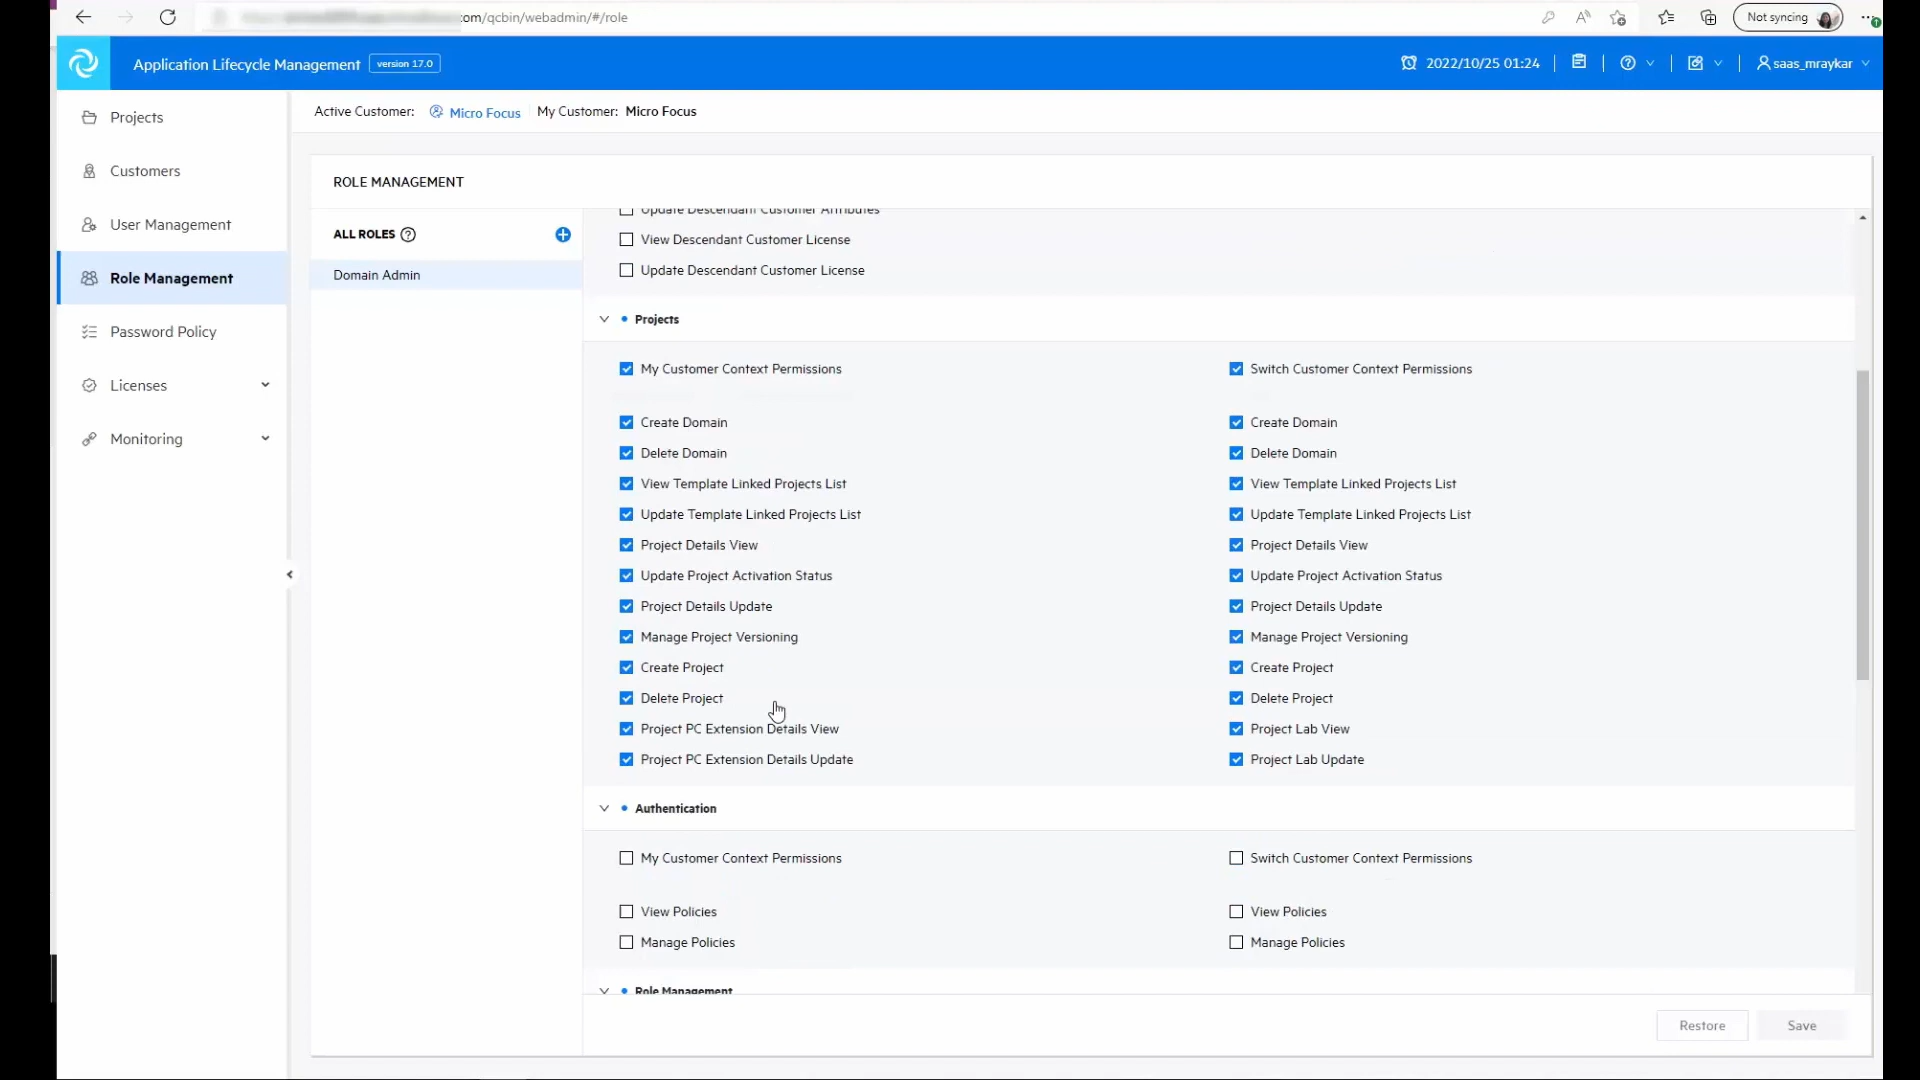 com/qcbin/webadmin/#/role
Not syncing
Application Lifecycle Management version 17.0
2022/10/25 01:24
saas_mraykar
Active Customer: Micro Focus My Customer: Micro Focus
Projects
Customers
User Management
Role Management
Password Policy
Licenses
Monitoring
ROLE MANAGEMENT
ALL ROLES
Domain Admin
Update Descendant Customer Attributes
View Descendant Customer License
Update Descendant Customer License
Projects
My Customer Context Permissions
Switch Customer Context Permissions
Create Domain
Create Domain
Delete Domain
Delete Domain
View Template Linked Projects List
View Template Linked Projects List
Update Template Linked Projects List
Update Template Linked Projects List
Project Details View
Project Details View
Update Project Activation Status
Update Project Activation Status
Project Details Update
Project Details Update
Manage Project Versioning
Manage Project Versioning
Create Project
Create Project
Delete Project
Delete Project
Project PC Extension Details View
Project Lab View
Project PC Extension Details Update
Project Lab Update
Authentication
My Customer Context Permissions
Switch Customer Context Permissions
View Policies
View Policies
Manage Policies
Manage Policies
Role Management
Restore
Save